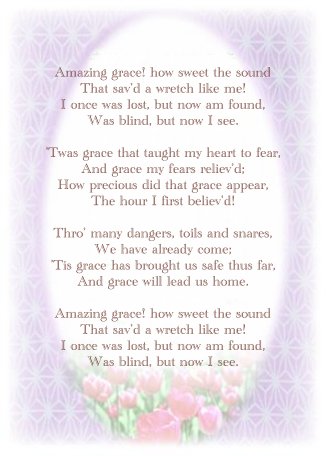 Amazing grace! how sweet the sound
That sav'd a wretch like me!
I once was lost, but now am found,
Was blind, but now I see.

'Twas grace that taught my heart to fear,
And grace my fears reliev'd;
How precious did that grace appear,
The hour I first believ'd!

Thro' many dangers, toils and snares,
We have already come;
'Tis grace has brought us safe thus far,
And grace will lead us home.

Amazing grace! how sweet the sound
That sav'd a wretch like me!
I once was lost, but now am found,
Was blind, but now I see.